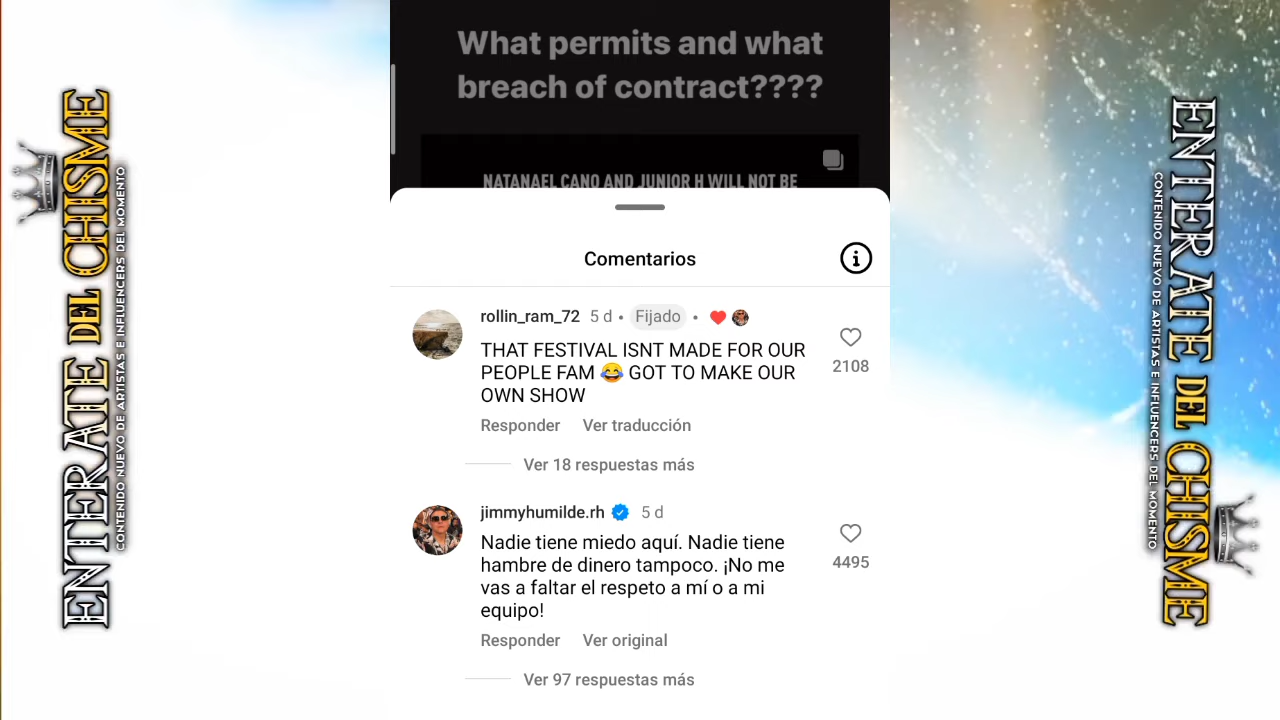 What permits and what
breach of contract????
NATANAEL CANO AND JUNIOR H WILL NOT BE
Comentarios
rollin_ram_72 5 d • Fijado •
THAT FESTIVAL ISNT MADE FOR OUR
PEOPLE FAM 😂 GOT TO MAKE OUR
OWN SHOW
2108
Responder Ver traducción
Ver 18 respuestas más
jimmyhumilde.rh 5 d
Nadie tiene miedo aquí. Nadie tiene
hambre de dinero tampoco. ¡No me
vas a faltar el respeto a mí o a mi
equipo!
4495
Responder Ver original
Ver 97 respuestas más
ENTERATE DEL CHISME
CONTENIDO NUEVO DE ARTISTAS E INFLUENCERS DEL MOMENTO
ENTERATE DEL CHISME
CONTENIDO NUEVO DE ARTISTAS E INFLUENCERS DEL MOMENTO